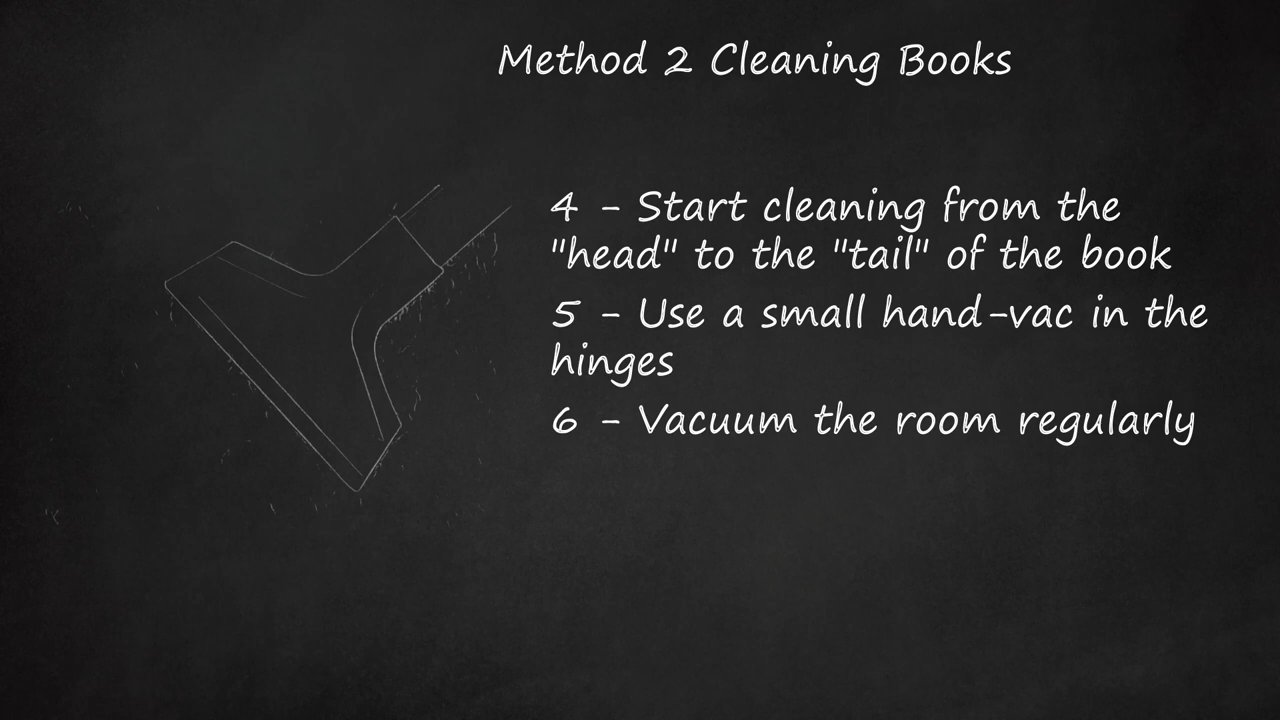 Method 2 Cleaning Books
4 - Start cleaning from the
"head" to the "tail" of the book
5 - Use a small hand-vac in the
hinges
6 - Vacuum the room regularly